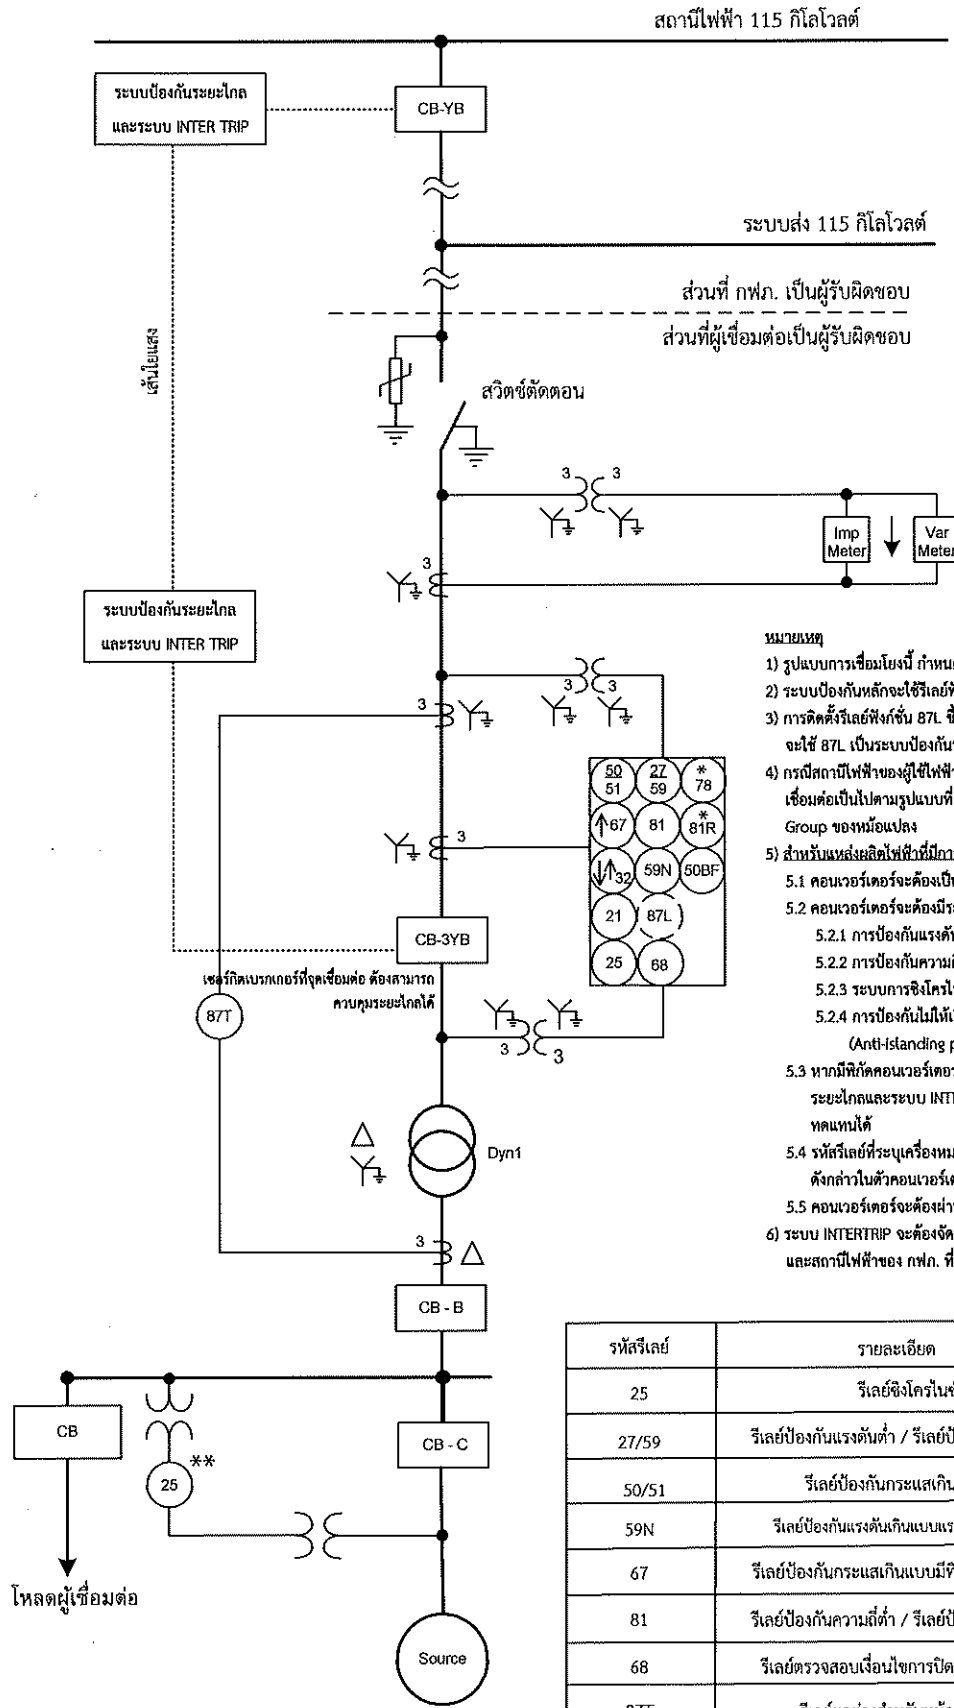 สถานีไฟฟ้า 115 กิโลโวลต์
ระบบป้องกันระยะไกล
และระบบ INTER TRIP
CB-YB
ระบบส่ง 115 กิโลโวลต์
ส่วนที่ กฟภ. เป็นผู้รับผิดชอบ
ส่วนที่ผู้เชื่อมต่อเป็นผู้รับผิดชอบ
เส้นใยแสง
สวิตซ์ตัดตอน
3 3
Imp
Meter
Var
Meter
3
ระบบป้องกันระยะไกล
และระบบ INTER TRIP
หมายเหตุ
1) รูปแบบการเชื่อมโยงนี้ กำหนด
2) ระบบป้องกันหลักจะใช้รีเลย์
3) การติดตั้งรีเลย์ฟังก์ชั่น 87L
จะใช้ 87L เป็นระบบป้องกัน
4) กรณีสถานีไฟฟ้าของผู้ใช้ไฟฟ้า
เชื่อมต่อเป็นไปตามรูปแบบที่
Group ของหม้อแปลง
5) สำหรับแหล่งผลิตไฟฟ้าที่มีการ
5.1 คอนเวอร์เตอร์จะต้องเป็น
5.2 คอนเวอร์เตอร์จะต้องมีระ
5.2.1 การป้องกันแรงดัน
5.2.2 การป้องกันความถี่
5.2.3 ระบบการซิงโครไน
5.2.4 การป้องกันไม่ให้
(Anti-islanding p
5.3 หากมีพิกัดคอนเวอร์เตอร์
ระยะไกลและระบบ INTE
ทดแทนได้
5.4 รหัสรีเลย์ที่ระบุเครื่องหม
ดังกล่าวในตัวคอนเวอร์เต
5.5 คอนเวอร์เตอร์จะต้องผ่าน
6) ระบบ INTERTRIP จะต้องจัด
และสถานีไฟฟ้าของ กฟภ. ที่
3 3
3
50
51
27
59
*
78
67
81
*
81R
32
59N
50BF
21
87L
25
68
3
CB-3YB
เซอร์กิตเบรกเกอร์ที่จุดเชื่อมต่อ ต้องสามารถ
ควบคุมระยะไกลได้
87T
3 3
Dyn1
3
CB - B
CB
CB - C
25
**
โหลดผู้เชื่อมต่อ
Source
รหัสรีเลย์ รายละเอียด
25 รีเลย์ซิงโครไนซ์
27/59 รีเลย์ป้องกันแรงดันต่ำ / รีเลย์ป้
50/51 รีเลย์ป้องกันกระแสเกิน
59N รีเลย์ป้องกันแรงดันเกินแบบแร
67 รีเลย์ป้องกันกระแสเกินแบบมีทิ
81 รีเลย์ป้องกันความถี่ต่ำ / รีเลย์ป้
68 รีเลย์ตรวจสอบเงื่อนไขการปิด